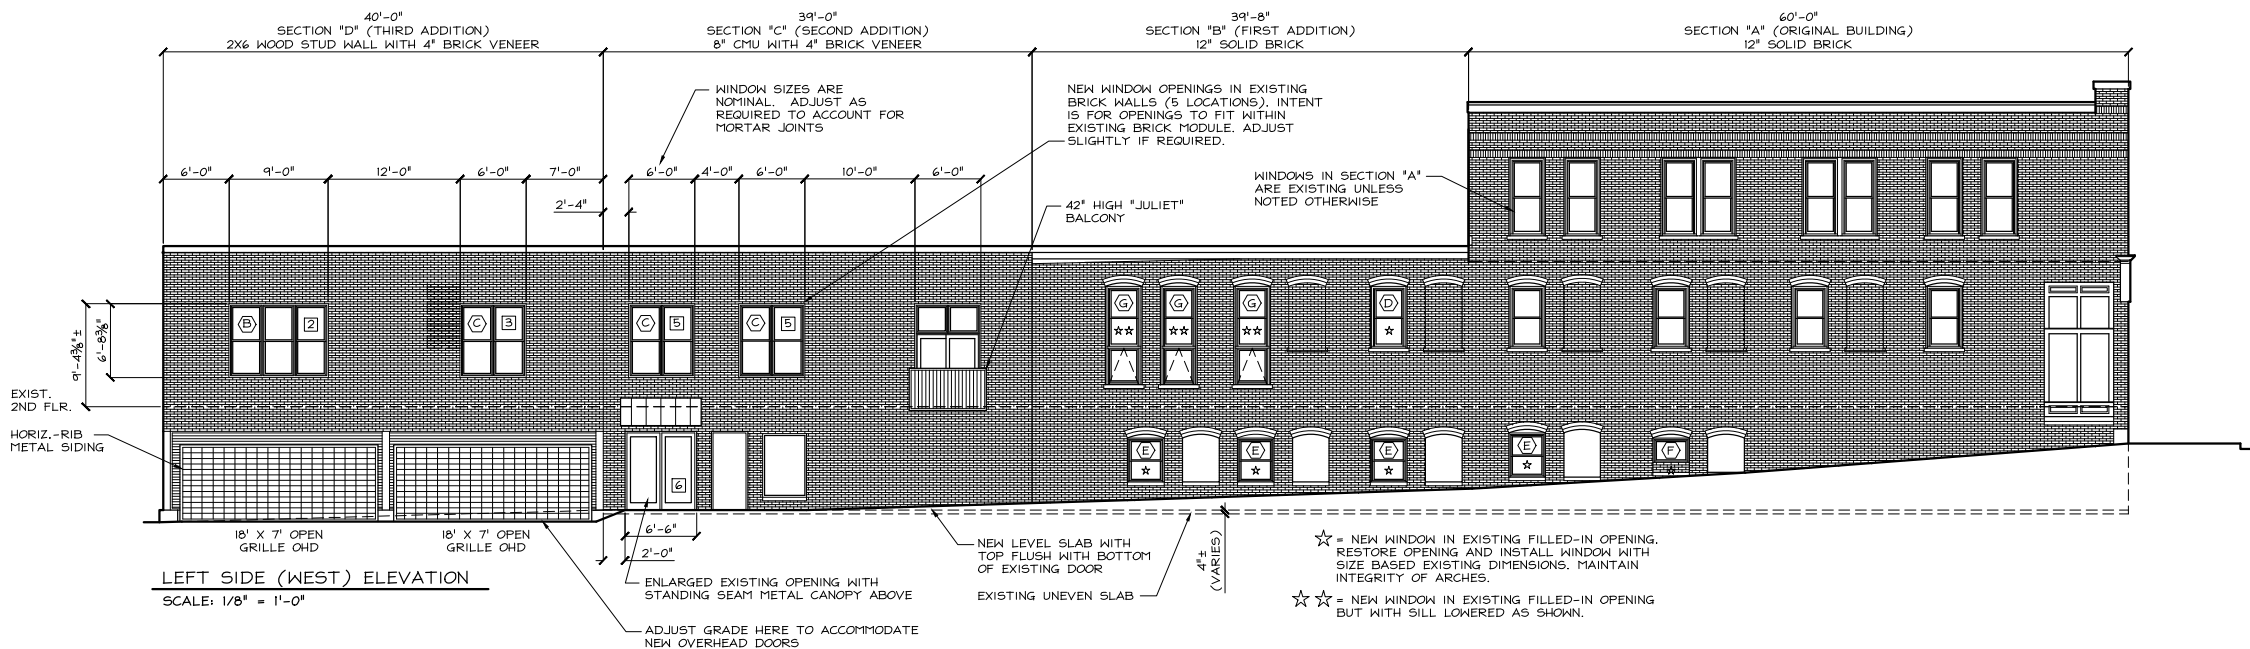 40'-0"
SECTION "D" (THIRD ADDITION)
2X6 WOOD STUD WALL WITH 4" BRICK VENEER
39'-0"
SECTION "C" (SECOND ADDITION)
8" CMU WITH 4" BRICK VENEER
39'-8"
SECTION "B" (FIRST ADDITION)
12" SOLID BRICK
60'-0"
SECTION "A" (ORIGINAL BUILDING)
12" SOLID BRICK
WINDOW SIZES ARE
NOMINAL. ADJUST AS
REQUIRED TO ACCOUNT FOR
MORTAR JOINTS
NEW WINDOW OPENINGS IN EXISTING
BRICK WALLS (5 LOCATIONS). INTENT
IS FOR OPENINGS TO FIT WITHIN
EXISTING BRICK MODULE. ADJUST
SLIGHTLY IF REQUIRED.
6'-0" 9'-0" 12'-0" 6'-0" 7'-0" 6'-0" 4'-0" 6'-0" 10'-0" 6'-0"
2'-4"
42" HIGH "JULIET"
BALCONY
WINDOWS IN SECTION "A"
ARE EXISTING UNLESS
NOTED OTHERWISE
9'-4⅜"±
6'-8⅜"
B 2 C 3 C 5 C 5
G G G D
☆☆ ☆☆ ☆☆ ☆
EXIST.
2ND FLR.
HORIZ.-RIB
METAL SIDING
E E E E F
☆ ☆ ☆ ☆ ☆
6
18' X 7' OPEN
GRILLE OHD
18' X 7' OPEN
GRILLE OHD
6'-6"
2'-0"
NEW LEVEL SLAB WITH
TOP FLUSH WITH BOTTOM
OF EXISTING DOOR
EXISTING UNEVEN SLAB
4"±
(VARIES)
ENLARGED EXISTING OPENING WITH
STANDING SEAM METAL CANOPY ABOVE
ADJUST GRADE HERE TO ACCOMMODATE
NEW OVERHEAD DOORS
☆ = NEW WINDOW IN EXISTING FILLED-IN OPENING.
RESTORE OPENING AND INSTALL WINDOW WITH
SIZE BASED EXISTING DIMENSIONS. MAINTAIN
INTEGRITY OF ARCHES.
☆☆ = NEW WINDOW IN EXISTING FILLED-IN OPENING
BUT WITH SILL LOWERED AS SHOWN.
LEFT SIDE (WEST) ELEVATION
SCALE: 1/8" = 1'-0"